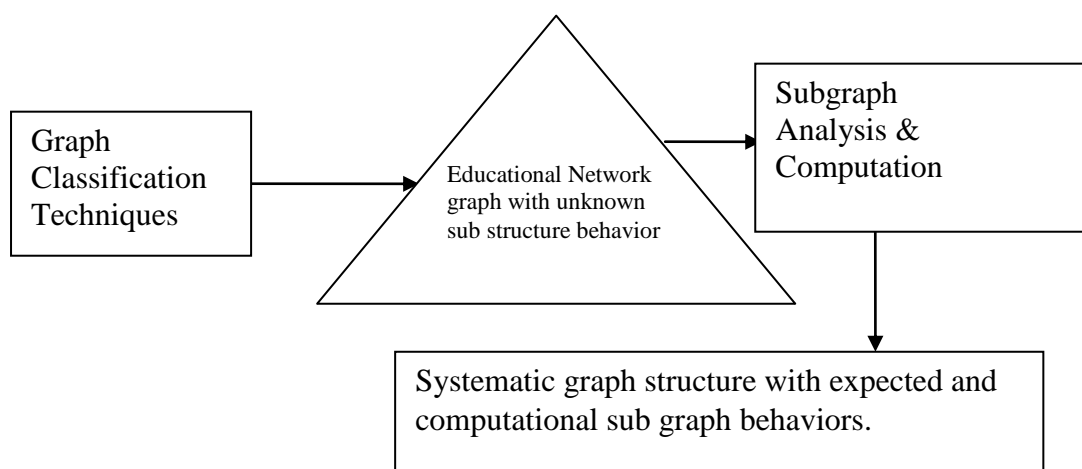 Graph
Classification
Techniques
Educational Network
graph with unknown
sub structure behavior
Subgraph
Analysis &
Computation
Systematic graph structure with expected and
computational sub graph behaviors.